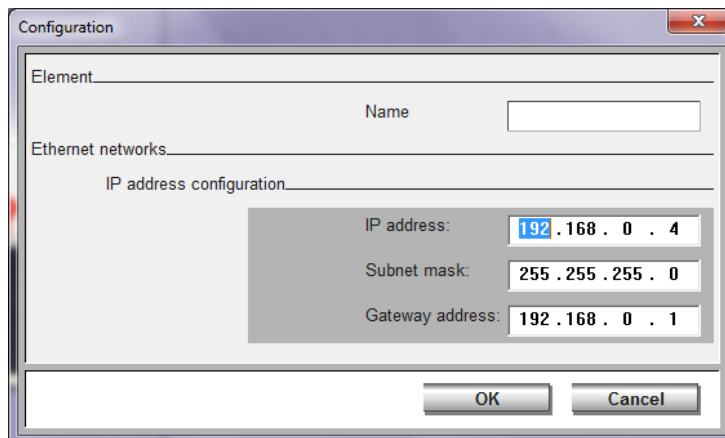 Configuration
Element
Name
Ethernet networks
IP address configuration
IP address: 192 . 168 . 0 . 4
Subnet mask: 255 . 255 . 255 . 0
Gateway address: 192 . 168 . 0 . 1
OK Cancel